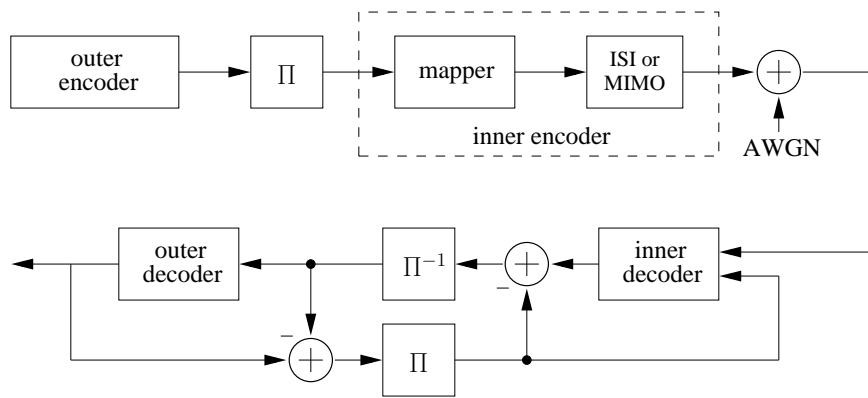 outer
encoder
Π
mapper
ISI or
MIMO
inner encoder
+
AWGN
outer
decoder
Π⁻¹
+
−
inner
decoder
−
+
Π